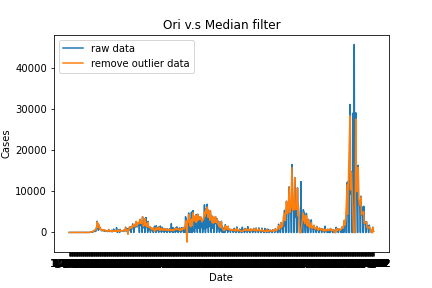 Ori v.s Median filter
raw data
remove outlier data
40000
30000
20000
10000
0
Cases
Date